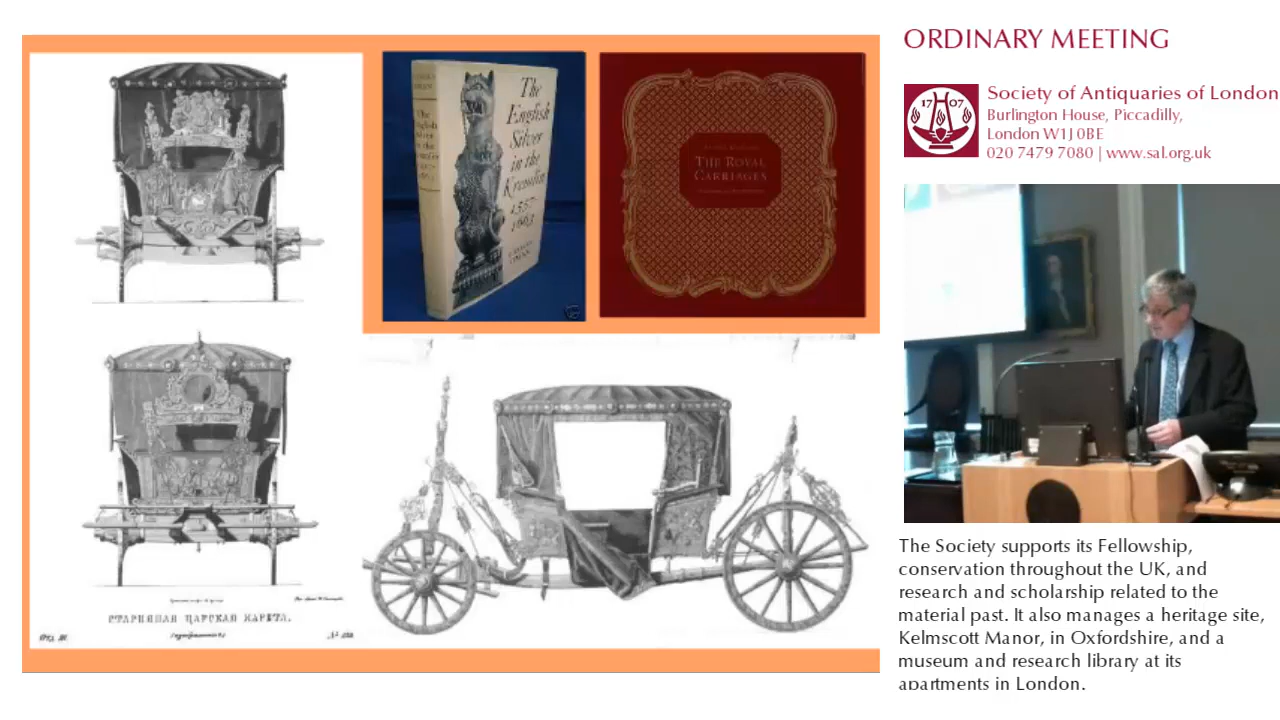 ORDINARY MEETING
17 07
Society of Antiquaries of London
Burlington House, Piccadilly,
London W1J 0BE
020 7479 7080 | www.sal.org.uk
The
English
Silver
in the
Kremlin
1557-
1663
THE ROYAL
CARRIAGES
СТАРИННАЯ ЦАРСКАЯ КАРЕТА.
The Society supports its Fellowship,
conservation throughout the UK, and
research and scholarship related to the
material past. It also manages a heritage site,
Kelmscott Manor, in Oxfordshire, and a
museum and research library at its
apartments in London.